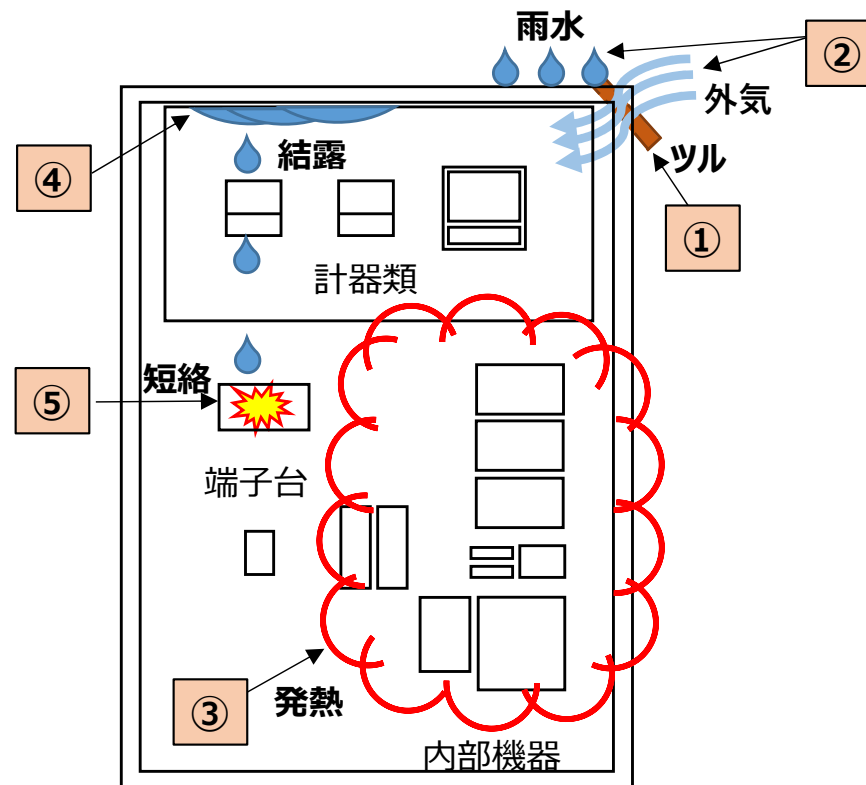 雨水
②
外気
ツル
④
結露
①
計器類
短絡
⑤
端子台
③
発熱
内部機器